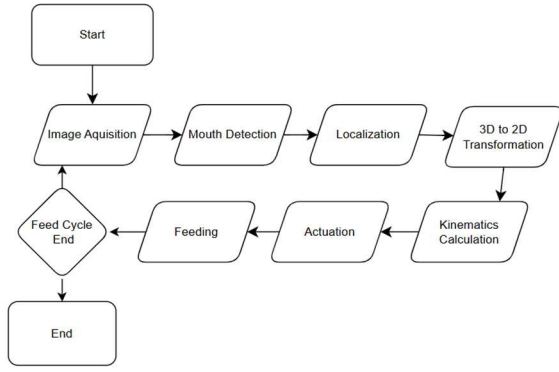 Start
Image Aquisition
Mouth Detection
Localization
3D to 2D
Transformation
Kinematics
Calculation
Actuation
Feeding
Feed Cycle
End
End